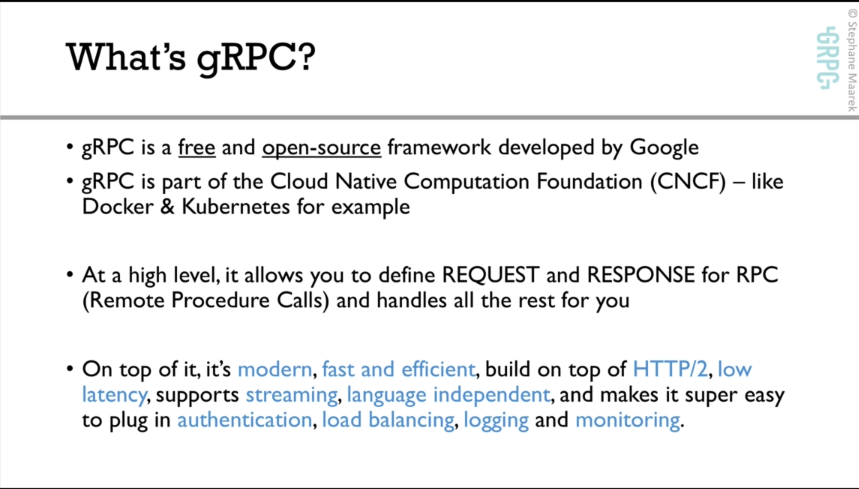 What's gRPC?
© Stephane Maarek
gRPC
• gRPC is a free and open-source framework developed by Google
• gRPC is part of the Cloud Native Computation Foundation (CNCF) – like
Docker & Kubernetes for example
• At a high level, it allows you to define REQUEST and RESPONSE for RPC
(Remote Procedure Calls) and handles all the rest for you
• On top of it, it's modern, fast and efficient, build on top of HTTP/2, low
latency, supports streaming, language independent, and makes it super easy
to plug in authentication, load balancing, logging and monitoring.